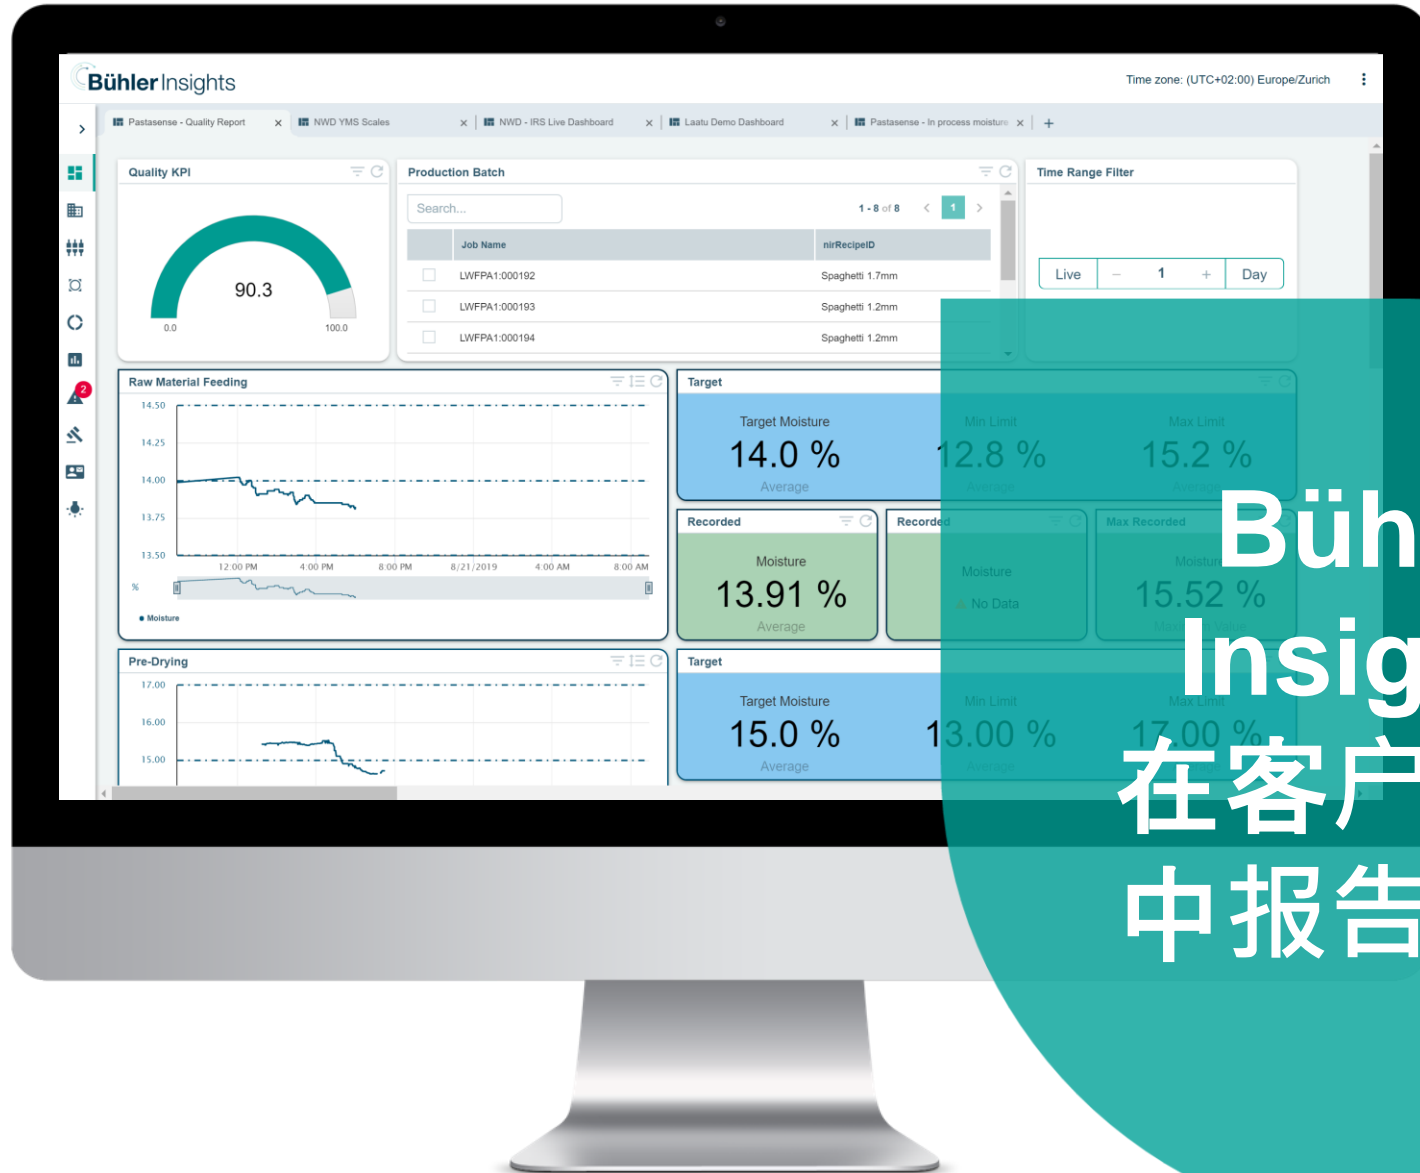 Bühler Insights
Time zone: (UTC+02:00) Europe/Zurich
Pastasense - Quality Report
NWD YMS Scales
NWD - IRS Live Dashboard
Laatu Demo Dashboard
Pastasense - In process moisture
2
Quality KPI
90.3
0.0
100.0
Production Batch
Search...
1 - 8 of 8
1
Job Name
nirRecipeID
LWFPA1:000192
Spaghetti 1.7mm
LWFPA1:000193
Spaghetti 1.2mm
LWFPA1:000194
Spaghetti 1.2mm
Time Range Filter
Live
1
Day
Raw Material Feeding
14.50
14.25
14.00
13.75
13.50
12:00 PM
4:00 PM
8:00 PM
8/21/2019
4:00 AM
8:00 AM
%
Moisture
Target
Target Moisture
14.0 %
Average
Min Limit
12.8 %
Average
Max Limit
15.2 %
Average
Recorded
Moisture
13.91 %
Average
Recorded
Moisture
No Data
Max Recorded
Moisture
15.52 %
Pre-Drying
17.00
16.00
15.00
Target
Target Moisture
15.0 %
Average
Min Limit
13.00 %
Average
Max Limit
17.00 %
Büh
Insig
在客户
中报告